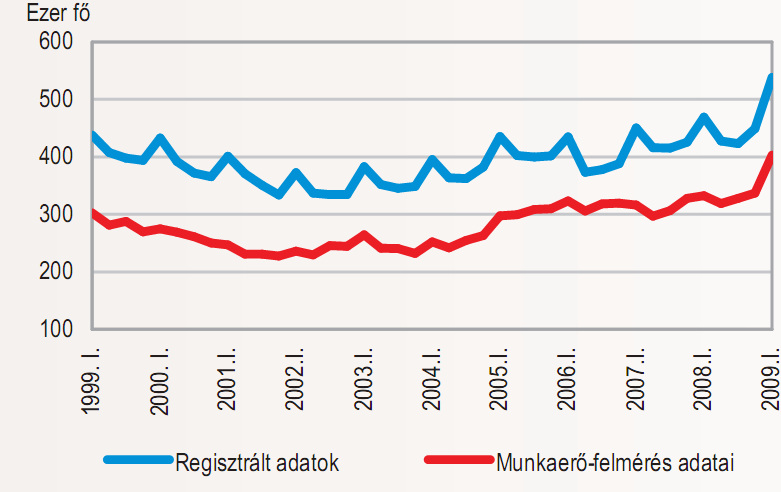 Ezer fő
600
500
400
300
200
100
1999. I.
2000. I.
2001.I.
2002.I.
2003.I.
2004.I.
2005.I.
2006.I.
2007.I.
2008.I.
2009.I.
Regisztrált adatok
Munkaerő-felmérés adatai